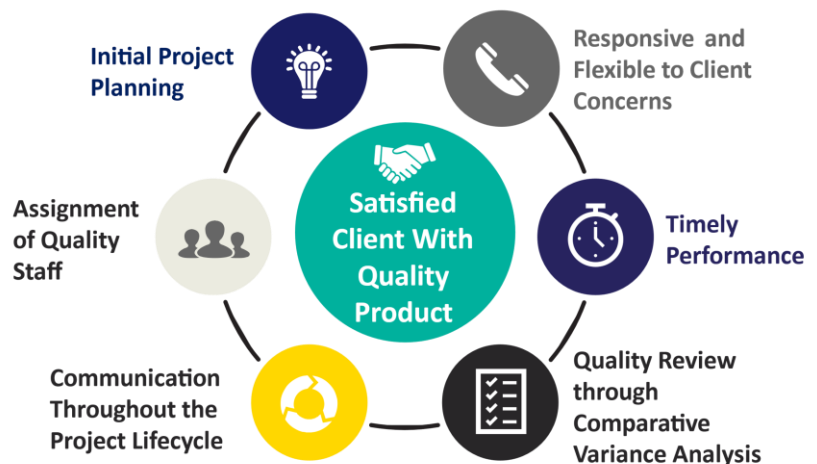 Initial Project
Planning
Responsive and
Flexible to Client
Concerns
Assignment
of Quality
Staff
Satisfied
Client With
Quality
Product
Timely
Performance
Communication
Throughout the
Project Lifecycle
Quality Review
through
Comparative
Variance Analysis